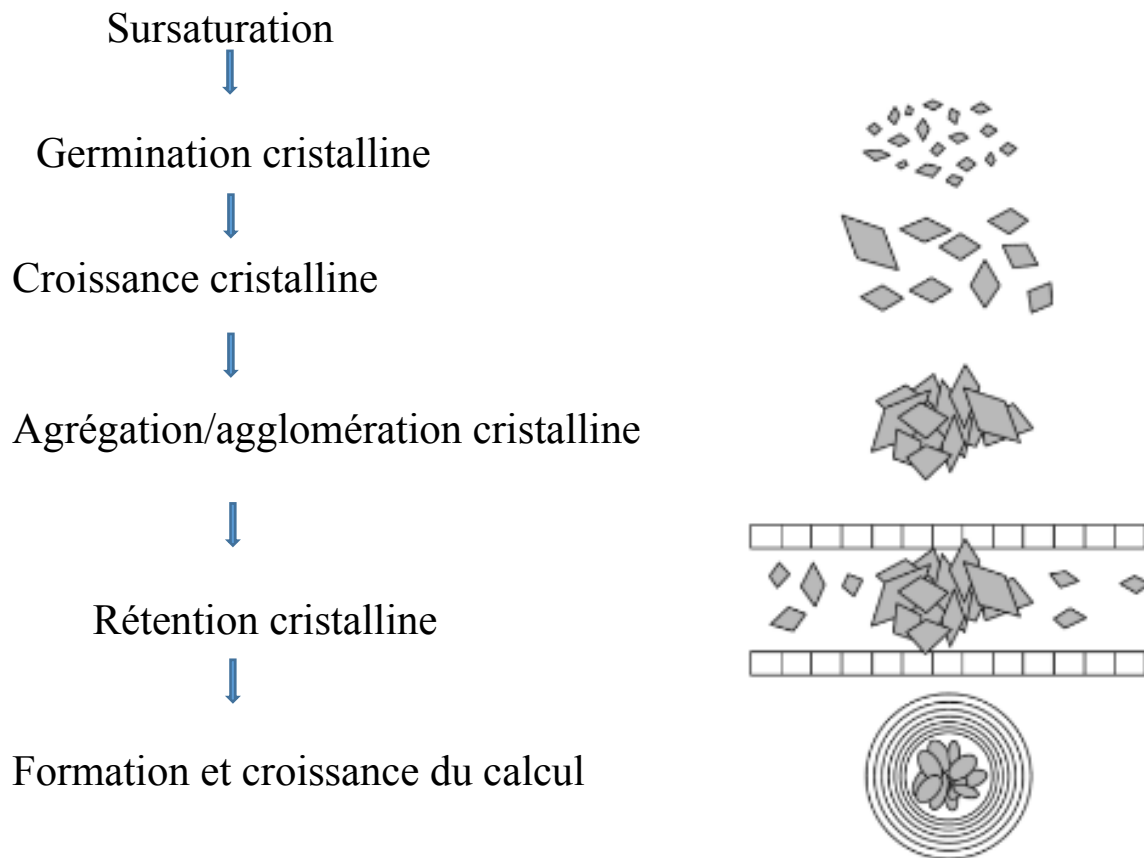 Sursaturation
Germination cristalline
Croissance cristalline
Agrégation/agglomération cristalline
Rétention cristalline
Formation et croissance du calcul